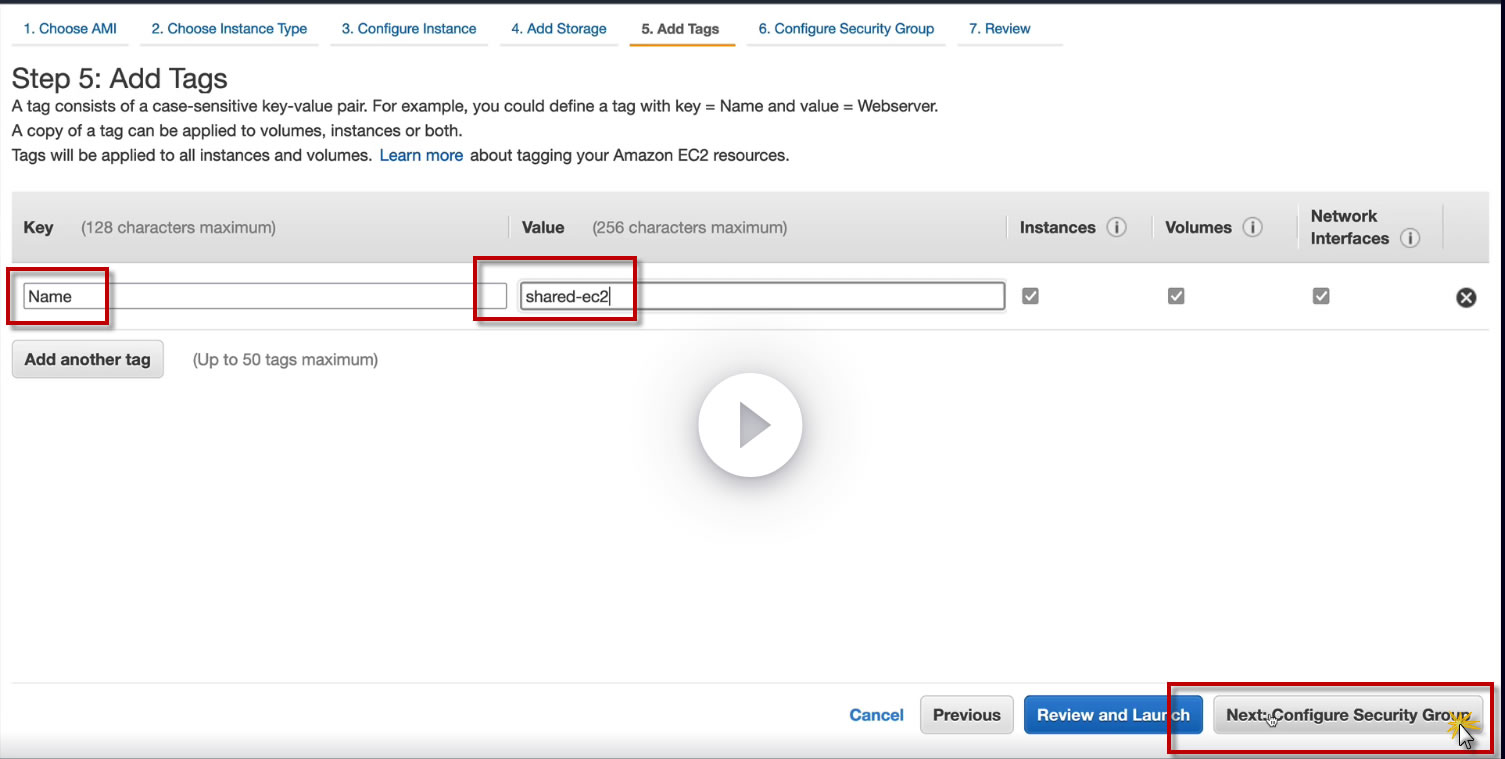 1. Choose AMI 2. Choose Instance Type 3. Configure Instance 4. Add Storage 5. Add Tags 6. Configure Security Group 7. Review
Step 5: Add Tags
A tag consists of a case-sensitive key-value pair. For example, you could define a tag with key = Name and value = Webserver.
A copy of a tag can be applied to volumes, instances or both.
Tags will be applied to all instances and volumes. Learn more about tagging your Amazon EC2 resources.
Key (128 characters maximum) Value (256 characters maximum) Instances i Volumes i Network Interfaces i
Name shared-ec2
Add another tag (Up to 50 tags maximum)
Cancel Previous Review and Launch Next: Configure Security Group